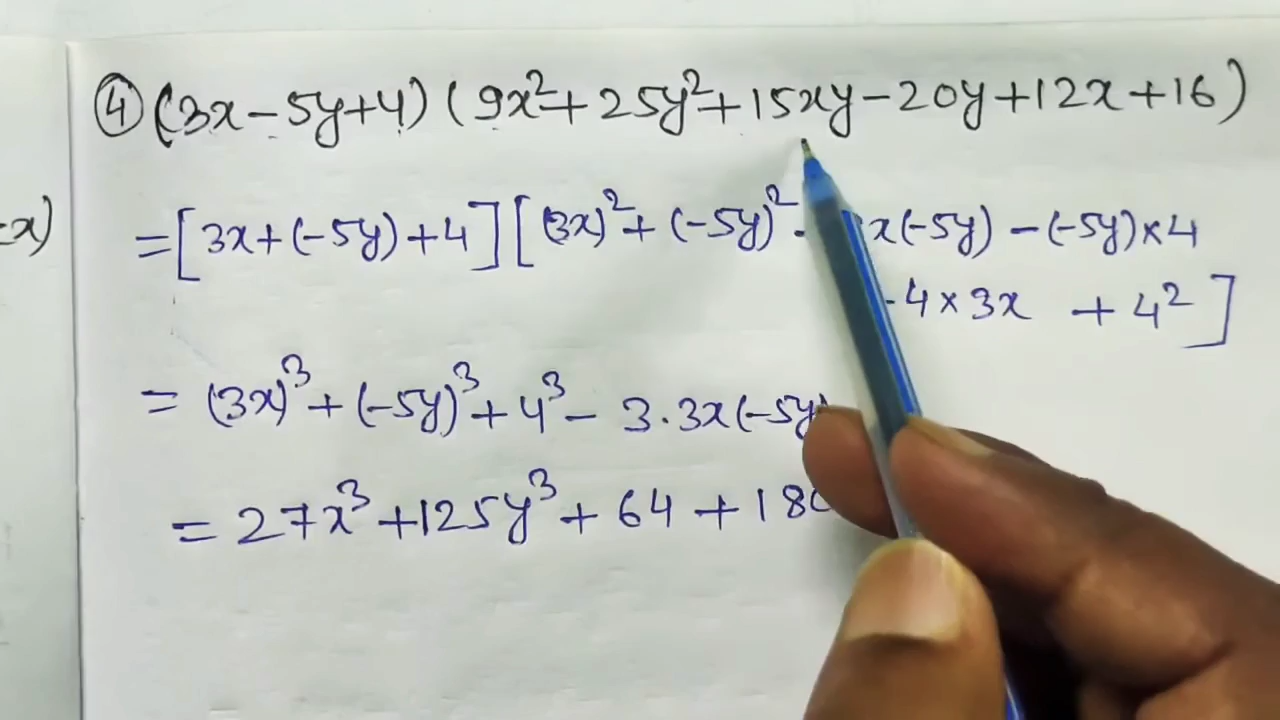 ④ (3x-5y+4) (9x²+25y²+15xy-20y+12x+16)
-x)
=[3x+(-5y)+4][(3x)²+(-5y)²- x(-5y)-(-5y)×4
-4×3x +4²]
= (3x)³+(-5y)³+4³- 3.3x(-5y)
= 27x³+125y³+64+180